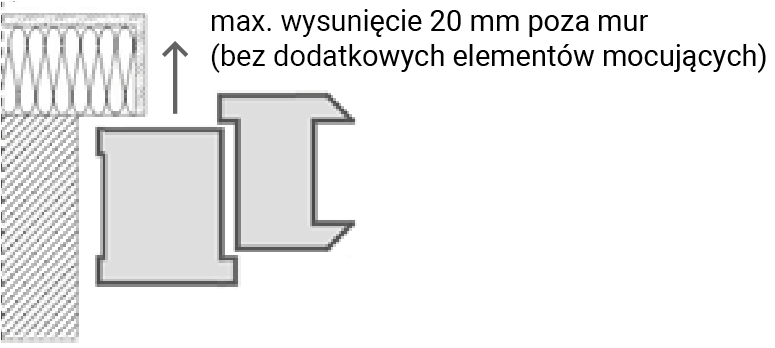 max. wysunięcie 20 mm poza mur
(bez dodatkowych elementów mocujących)